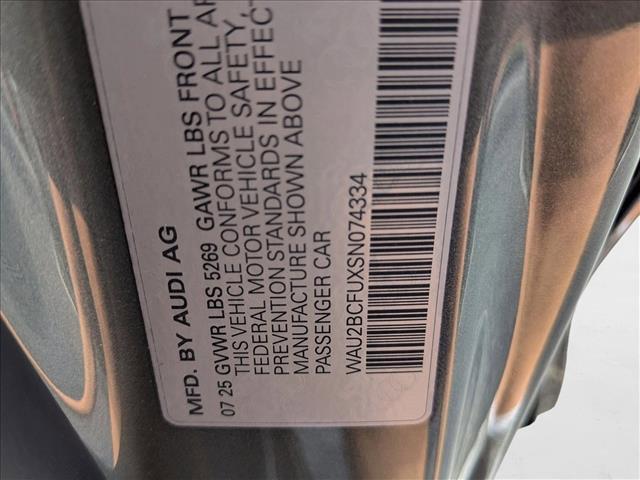 MFD. BY AUDI AG
07 25 GVWR LBS 5269 GAWR LBS FRONT
THIS VEHICLE CONFORMS TO ALL AP
FEDERAL MOTOR VEHICLE SAFETY,
PREVENTION STANDARDS IN EFFECT
MANUFACTURE SHOWN ABOVE
PASSENGER CAR
WAU2BCFUXSN074334